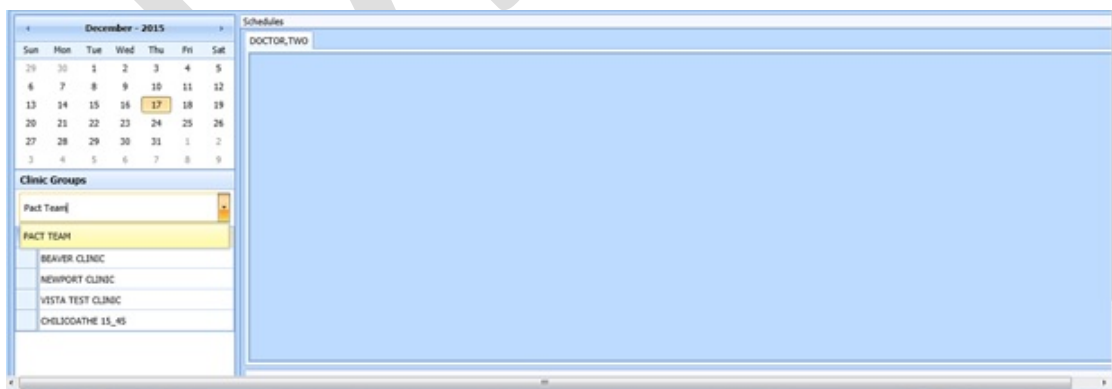 December - 2015
Sun Mon Tue Wed Thu Fri Sat
29 30 1 2 3 4 5
6 7 8 9 10 11 12
13 14 15 16 17 18 19
20 21 22 23 24 25 26
27 28 29 30 31 1 2
3 4 5 6 7 8 9
Clinic Groups
Pact Team
PACT TEAM
BEAVER CLINIC
NEWPORT CLINIC
VISTA TEST CLINIC
CHILICOATHE 15_45
Schedules
DOCTOR,TWO